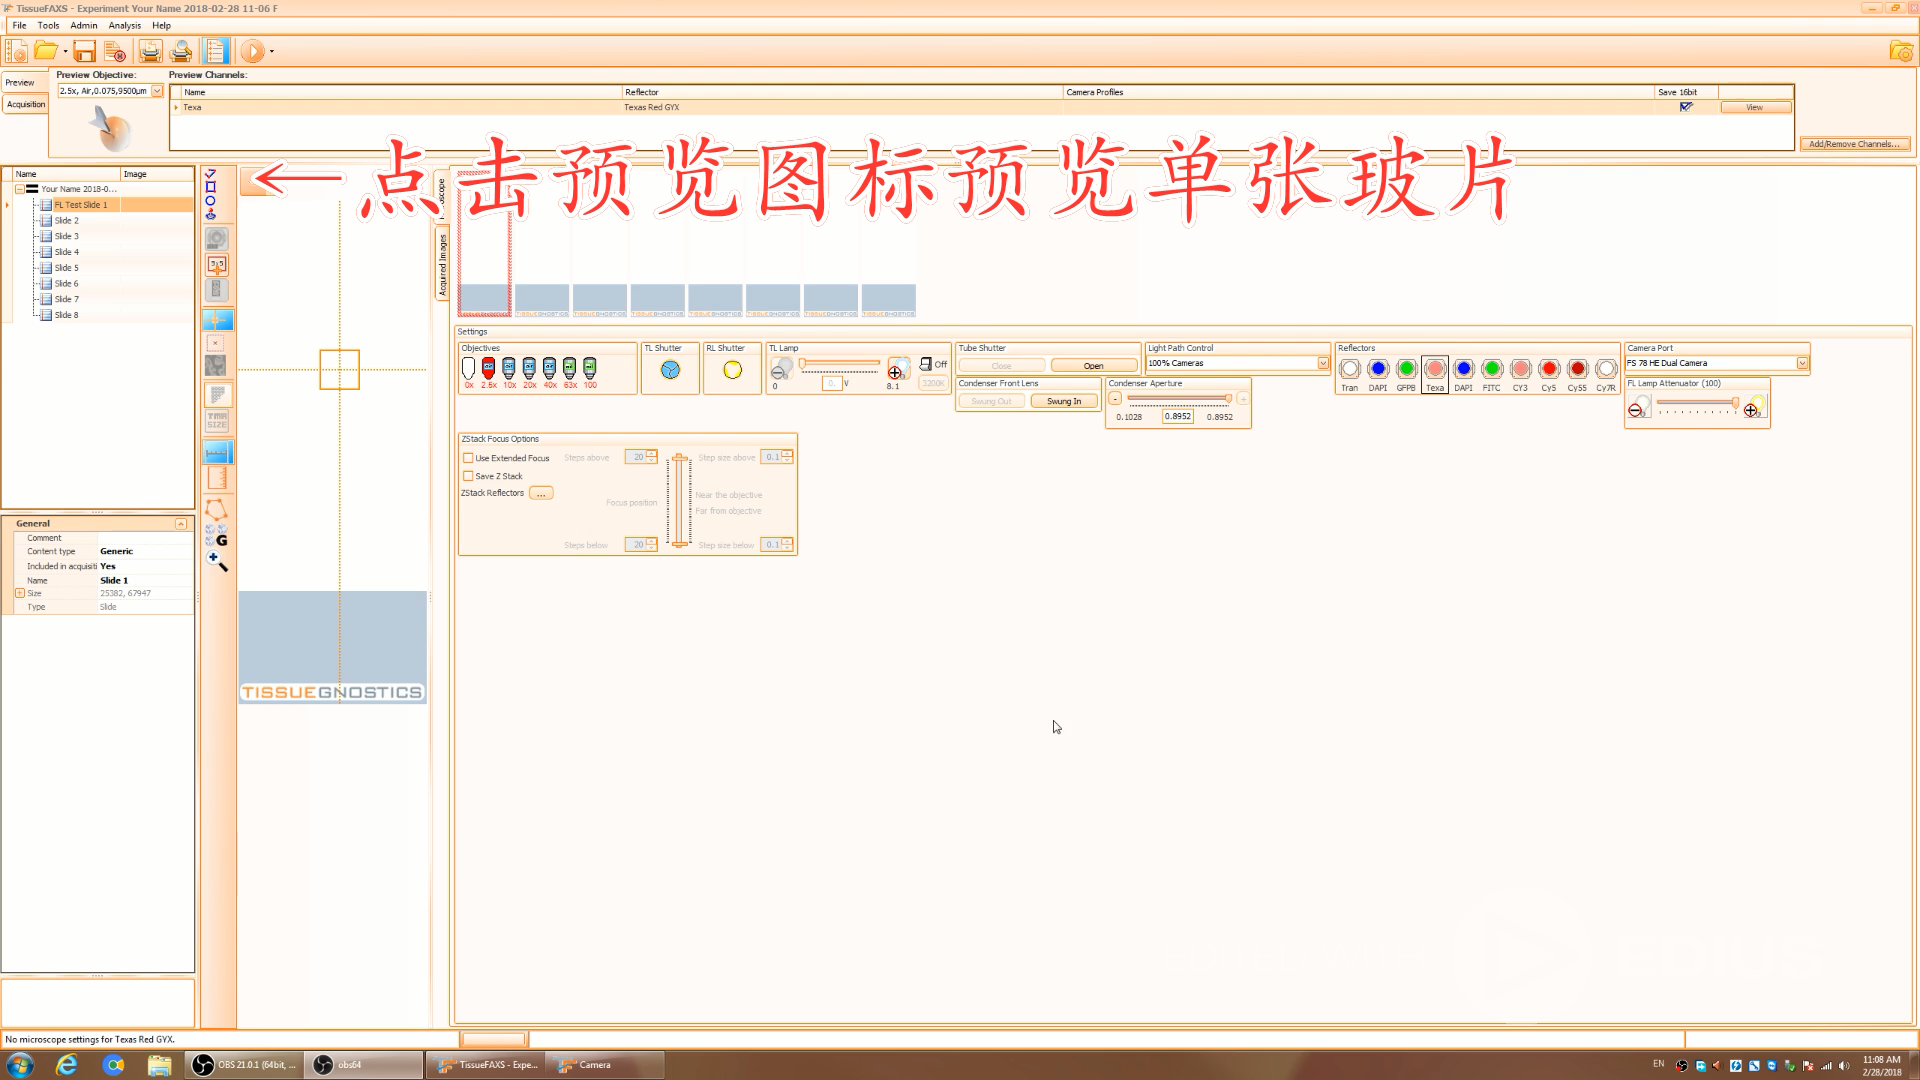 TissueFAXS - Experiment Your Name 2018-02-28 11-06 F
File Tools Admin Analysis Help
Preview
Acquisition
Preview Objective:
2.5x, Air,0.075,9500µm
Preview Channels:
Name Reflector Camera Profiles Save 16bit
Texa Texas Red GYX View
Add/Remove Channels...
点击预览图标预览单张玻片
Name Image
Your Name 2018-0...
FL Test Slide 1
Slide 2
Slide 3
Slide 4
Slide 5
Slide 6
Slide 7
Slide 8
TMA
SIZE
G
General
Comment
Content type Generic
Included in acquisiti Yes
Name Slide 1
Size 25382, 67947
Type Slide
TISSUEGNOSTICS
Acquired Images
TISSUEGNOSTICS TISSUEGNOSTICS TISSUEGNOSTICS TISSUEGNOSTICS TISSUEGNOSTICS TISSUEGNOSTICS TISSUEGNOSTICS
Settings
Objectives
0x 2.5x 10x 20x 40x 63x 100
TL Shutter
RL Shutter
TL Lamp
Off
0 0. V 8.1 3200K
Tube Shutter
Close Open
Condenser Front Lens
Swung Out Swung In
Light Path Control
100% Cameras
Condenser Aperture
0.1028 0.8952 0.8952
Reflectors
Tran DAPI GFPB Texa DAPI FITC CY3 Cy5 Cy55 Cy7R
Camera Port
FS 78 HE Dual Camera
FL Lamp Attenuator (100)
ZStack Focus Options
Use Extended Focus Steps above 20 Step size above 0.1
Save Z Stack
ZStack Reflectors ...
Near the objective
Focus position
Far from objective
Steps below 20 Step size below 0.1
No microscope settings for Texas Red GYX.
OBS 21.0.1 (64bit, ... obs64 TissueFAXS - Expe... Camera
EN
11:08 AM
2/28/2018